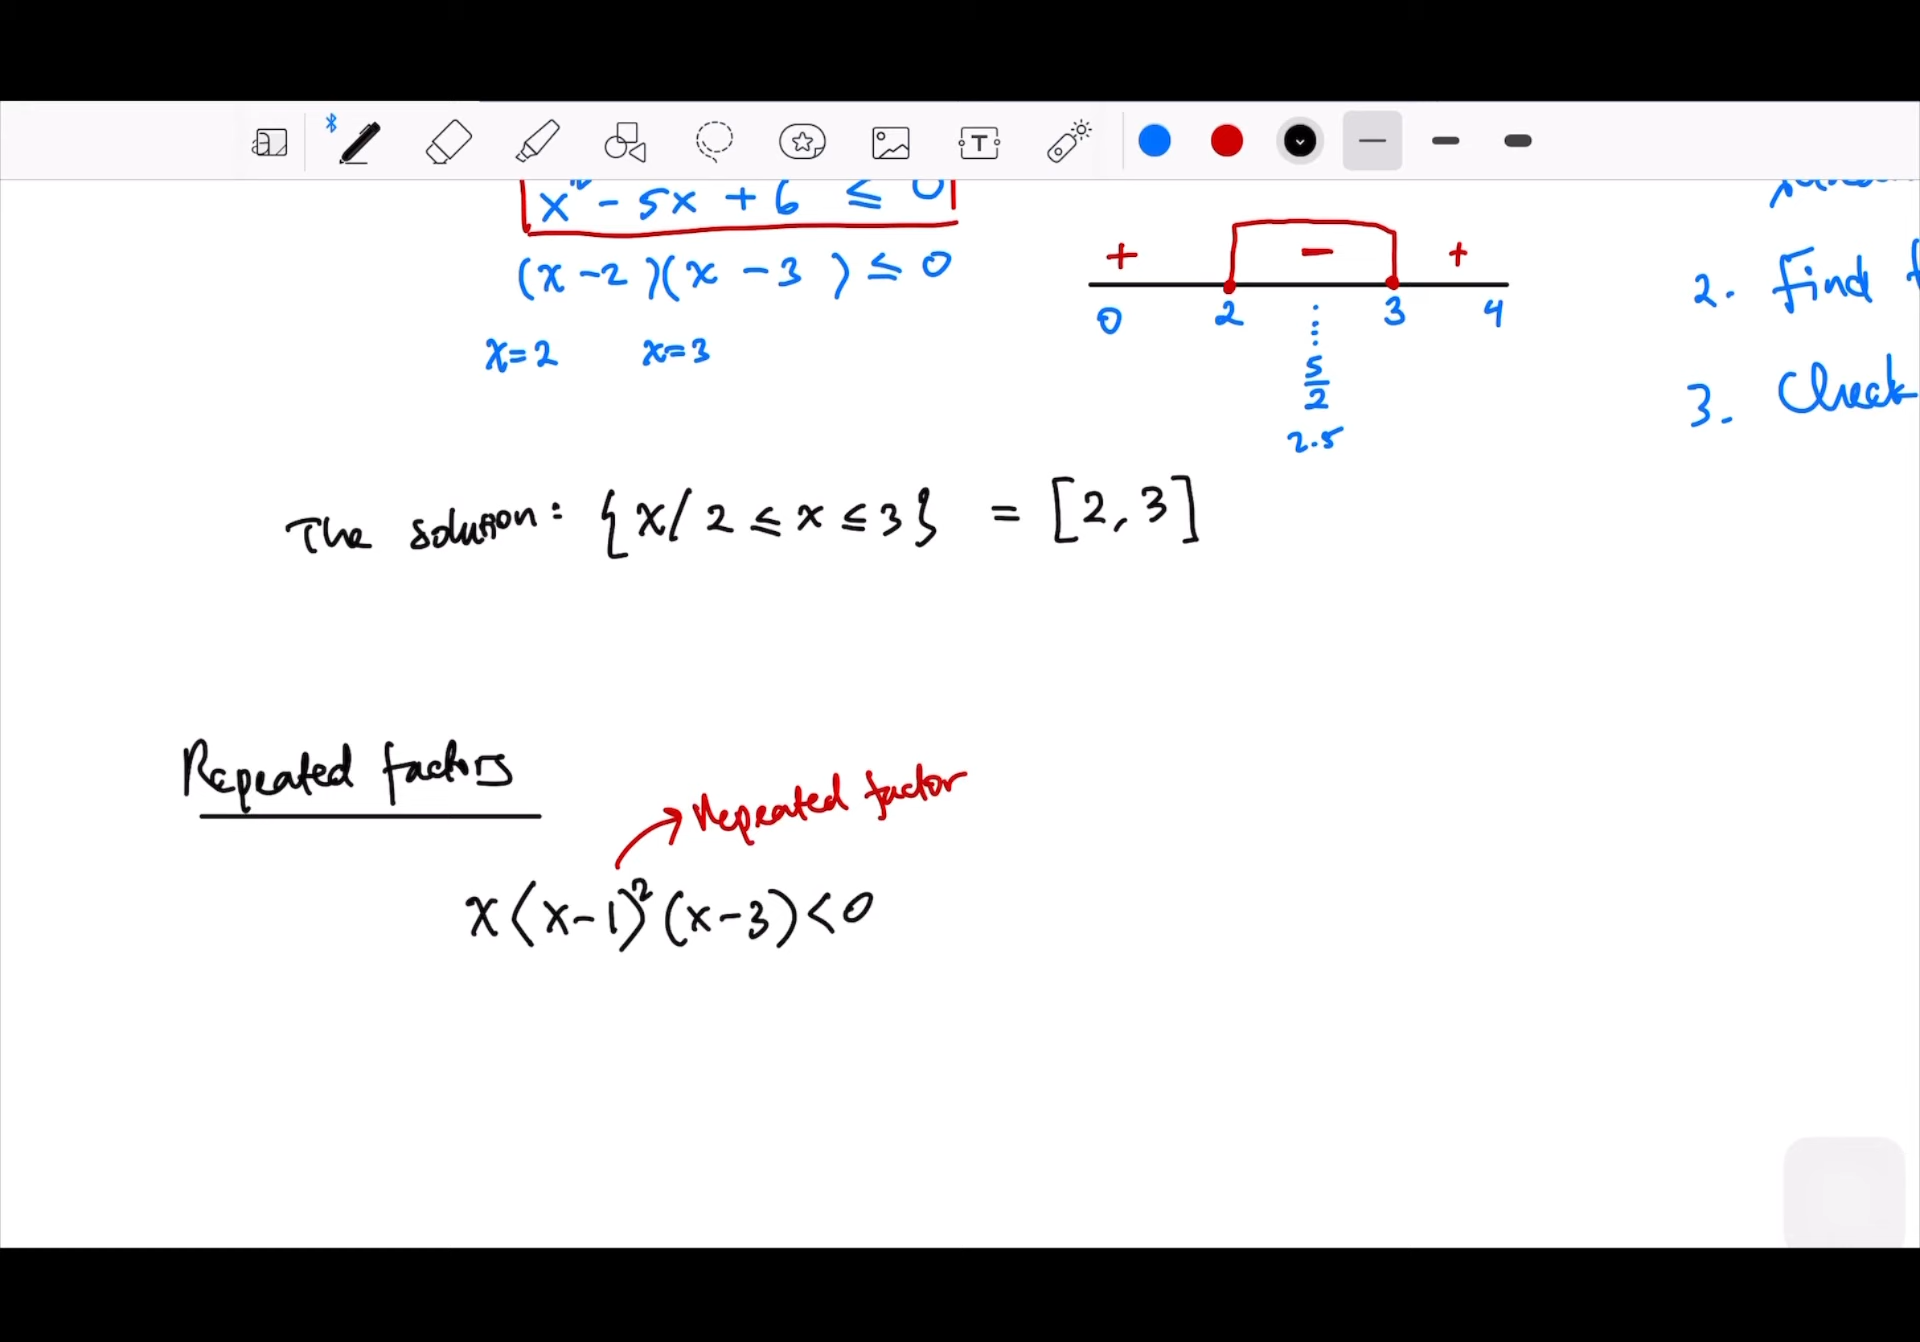 x² - 5x + 6 ≤ 0
(x - 2)(x - 3) ≤ 0
x = 2 x = 3
+ - +
0 2 3 4
5/2
2.5
2. Find
3. Check
The solution: {x/ 2 ≤ x ≤ 3} = [2, 3]
Repeated factors
Repeated factor
x(x-1)²(x-3)<0